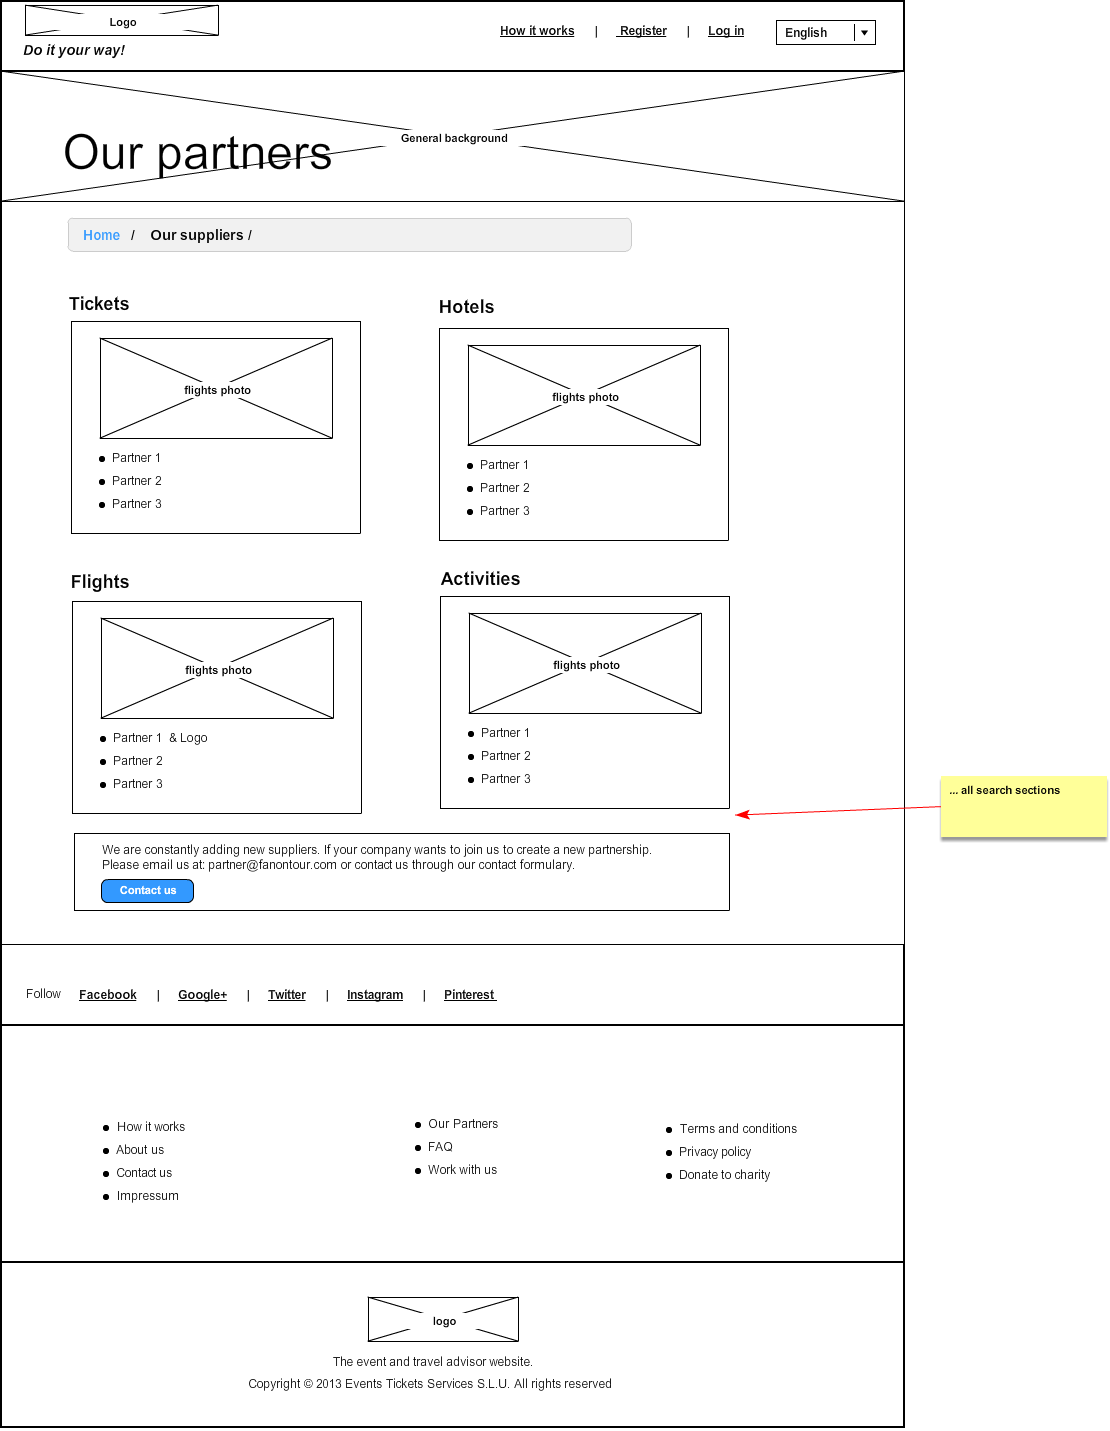 Logo
Do it your way!
How it works | Register | Log in
English
General background
Our partners
Home / Our suppliers /
Tickets
flights photo
Partner 1
Partner 2
Partner 3
Hotels
flights photo
Partner 1
Partner 2
Partner 3
Flights
flights photo
Partner 1 & Logo
Partner 2
Partner 3
Activities
flights photo
Partner 1
Partner 2
Partner 3
... all search sections
We are constantly adding new suppliers. If your company wants to join us to create a new partnership.
Please email us at: partner@fanontour.com or contact us through our contact formulary.
Contact us
Follow Facebook | Google+ | Twitter | Instagram | Pinterest
How it works
About us
Contact us
Impressum
Our Partners
FAQ
Work with us
Terms and conditions
Privacy policy
Donate to charity
logo
The event and travel advisor website.
Copyright © 2013 Events Tickets Services S.L.U. All rights reserved